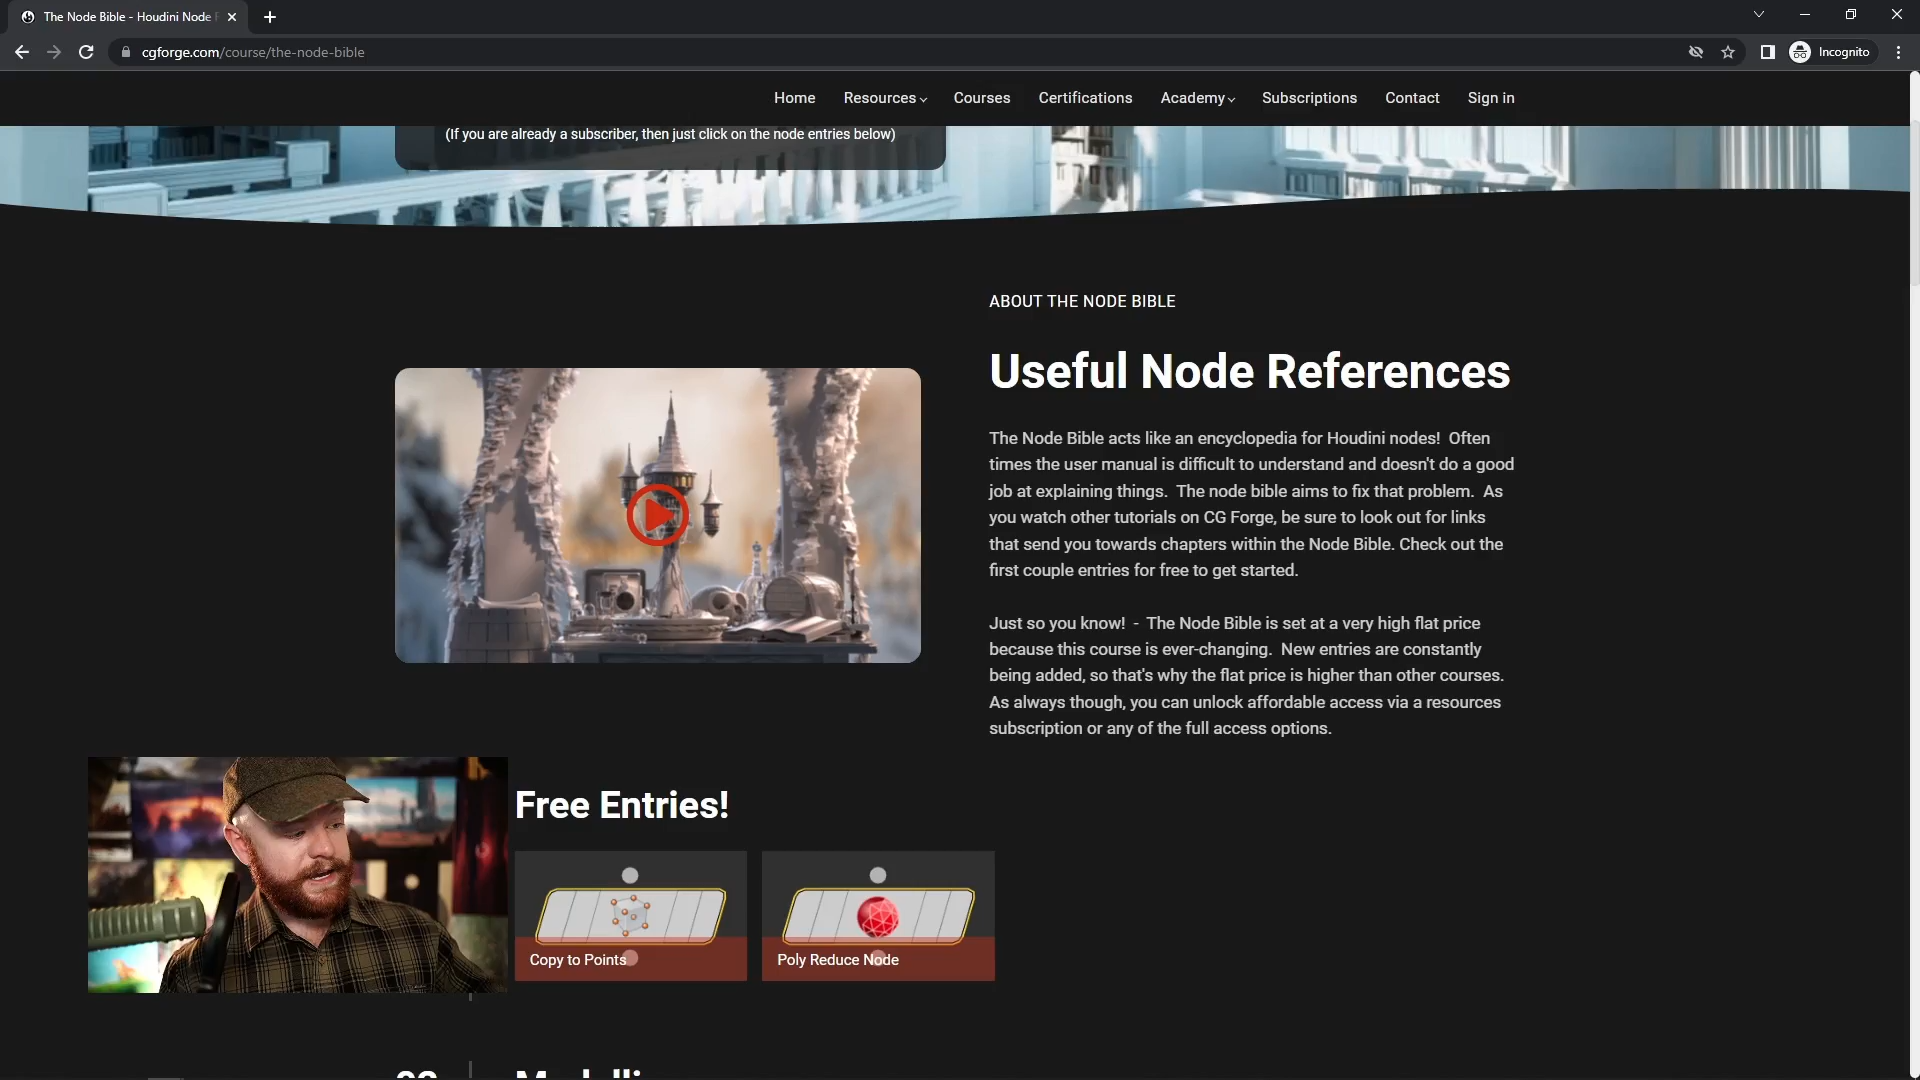 The Node Bible - Houdini Node
cgforge.com/course/the-node-bible
Incognito
Home
Resources
Courses
Certifications
Academy
Subscriptions
Contact
Sign in
(If you are already a subscriber, then just click on the node entries below)
ABOUT THE NODE BIBLE
Useful Node References
The Node Bible acts like an encyclopedia for Houdini nodes! Often
times the user manual is difficult to understand and doesn't do a good
job at explaining things. The node bible aims to fix that problem. As
you watch other tutorials on CG Forge, be sure to look out for links
that send you towards chapters within the Node Bible. Check out the
first couple entries for free to get started.
Just so you know! - The Node Bible is set at a very high flat price
because this course is ever-changing. New entries are constantly
being added, so that's why the flat price is higher than other courses.
As always though, you can unlock affordable access via a resources
subscription or any of the full access options.
Free Entries!
Copy to Points
Poly Reduce Node